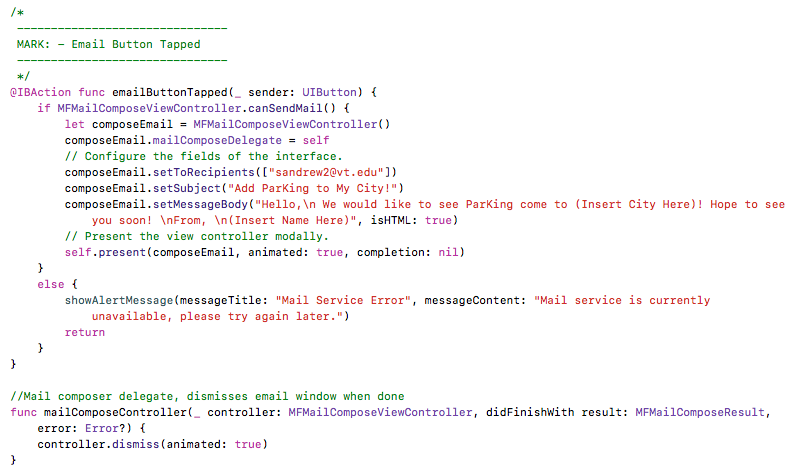 /*
-------------------------------
MARK: - Email Button Tapped
-------------------------------
*/
@IBAction func emailButtonTapped(_ sender: UIButton) {
if MFMailComposeViewController.canSendMail() {
let composeEmail = MFMailComposeViewController()
composeEmail.mailComposeDelegate = self
// Configure the fields of the interface.
composeEmail.setToRecipients(["sandrew2@vt.edu"])
composeEmail.setSubject("Add ParKing to My City!")
composeEmail.setMessageBody("Hello,\n We would like to see ParKing come to (Insert City Here)! Hope to see
you soon! \nFrom, \n(Insert Name Here)", isHTML: true)
// Present the view controller modally.
self.present(composeEmail, animated: true, completion: nil)
}
else {
showAlertMessage(messageTitle: "Mail Service Error", messageContent: "Mail service is currently
unavailable, please try again later.")
return
}
}
//Mail composer delegate, dismisses email window when done
func mailComposeController(_ controller: MFMailComposeViewController, didFinishWith result: MFMailComposeResult,
error: Error?) {
controller.dismiss(animated: true)
}